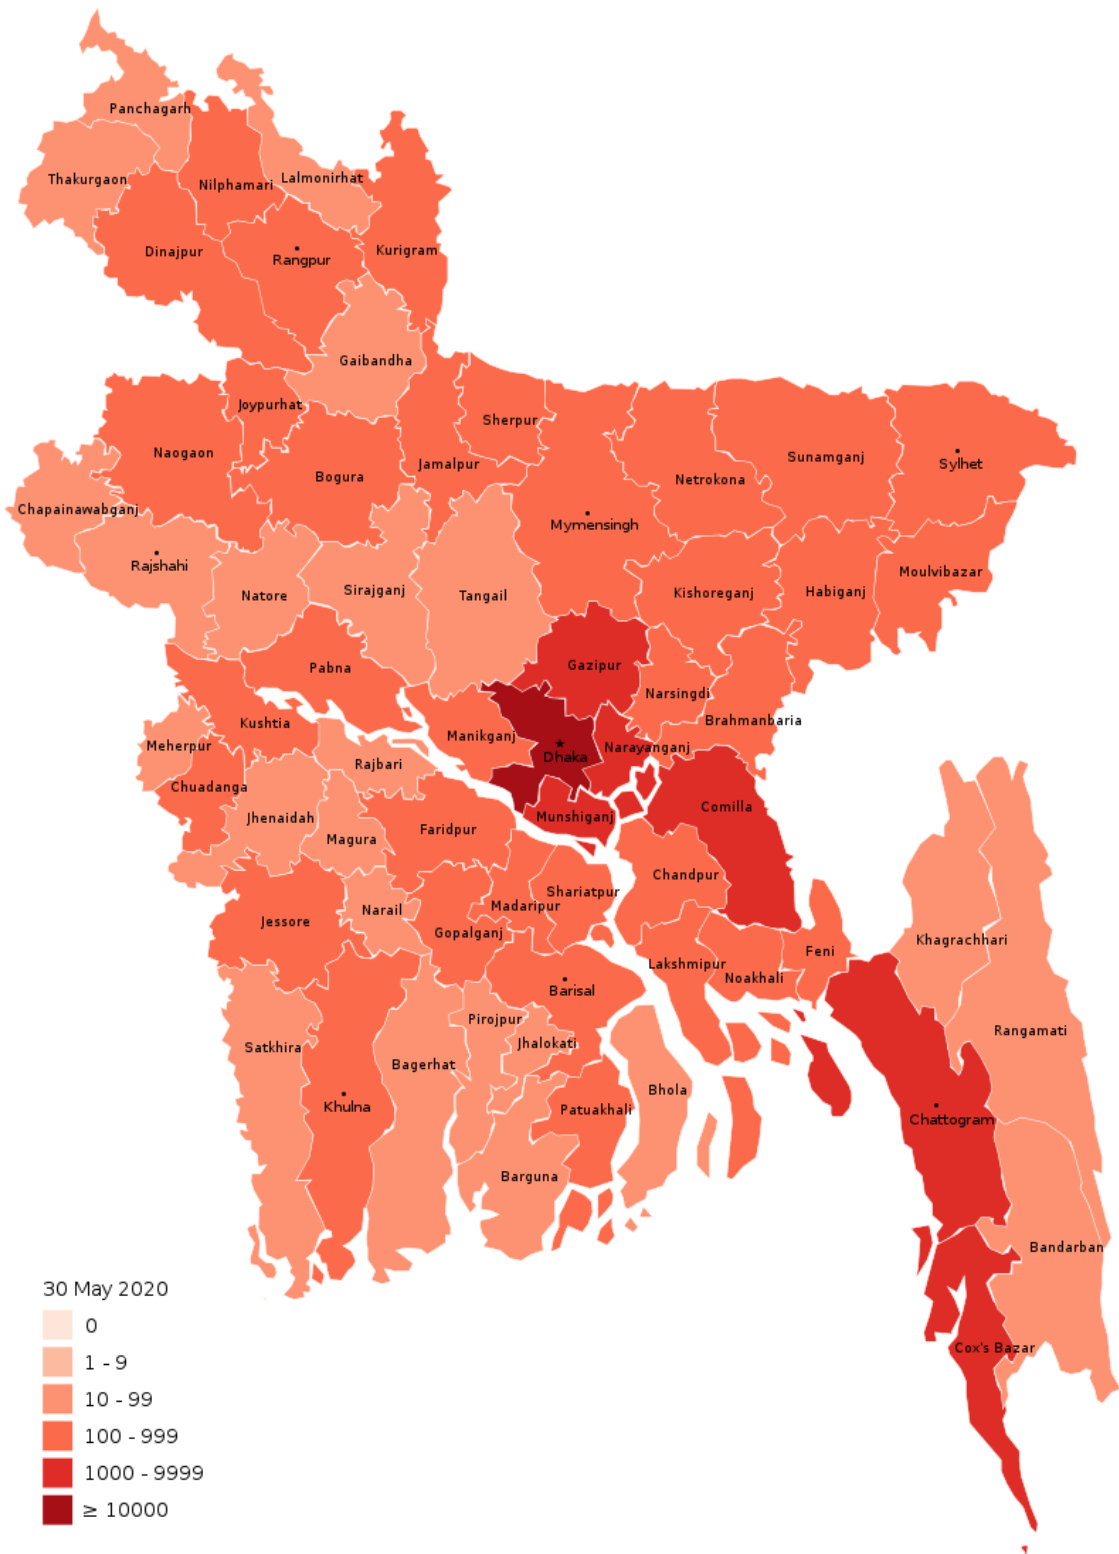 Panchagarh
Thakurgaon
Nilphamari
Lalmonirhat
Dinajpur
Rangpur
Kurigram
Gaibandha
Joypurhat
Sherpur
Naogaon
Bogura
Jamalpur
Netrokona
Sunamganj
Sylhet
Chapainawabganj
Mymensingh
Rajshahi
Moulvibazar
Natore
Sirajganj
Tangail
Kishoreganj
Habiganj
Pabna
Gazipur
Narsingdi
Kushtia
Manikganj
Brahmanbaria
Meherpur
Narayanganj
Dhaka
Rajbari
Chuadanga
Comilla
Jhenaidah
Munshiganj
Magura
Faridpur
Chandpur
Shariatpur
Narail
Madaripur
Jessore
Gopalganj
Khagrachhari
Feni
Lakshmipur
Noakhali
Barisal
Pirojpur
Rangamati
Satkhira
Jhalokati
Bagerhat
Bhola
Khulna
Patuakhali
Chattogram
Barguna
Bandarban
Cox's Bazar
30 May 2020
0
1 - 9
10 - 99
100 - 999
1000 - 9999
≥ 10000